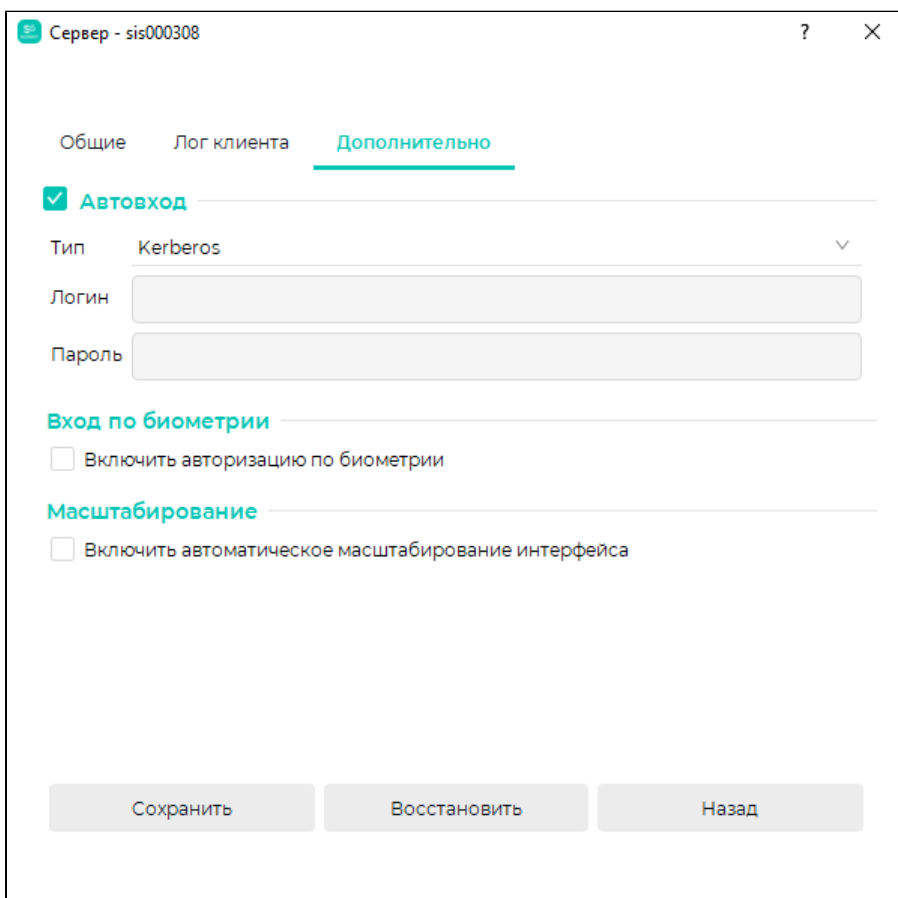 Сервер - sis000308 ?
Общие Лог клиента Дополнительно
Автовход
Тип Kerberos
Логин
Пароль
Вход по биометрии
Включить авторизацию по биометрии
Масштабирование
Включить автоматическое масштабирование интерфейса
Сохранить Восстановить Назад